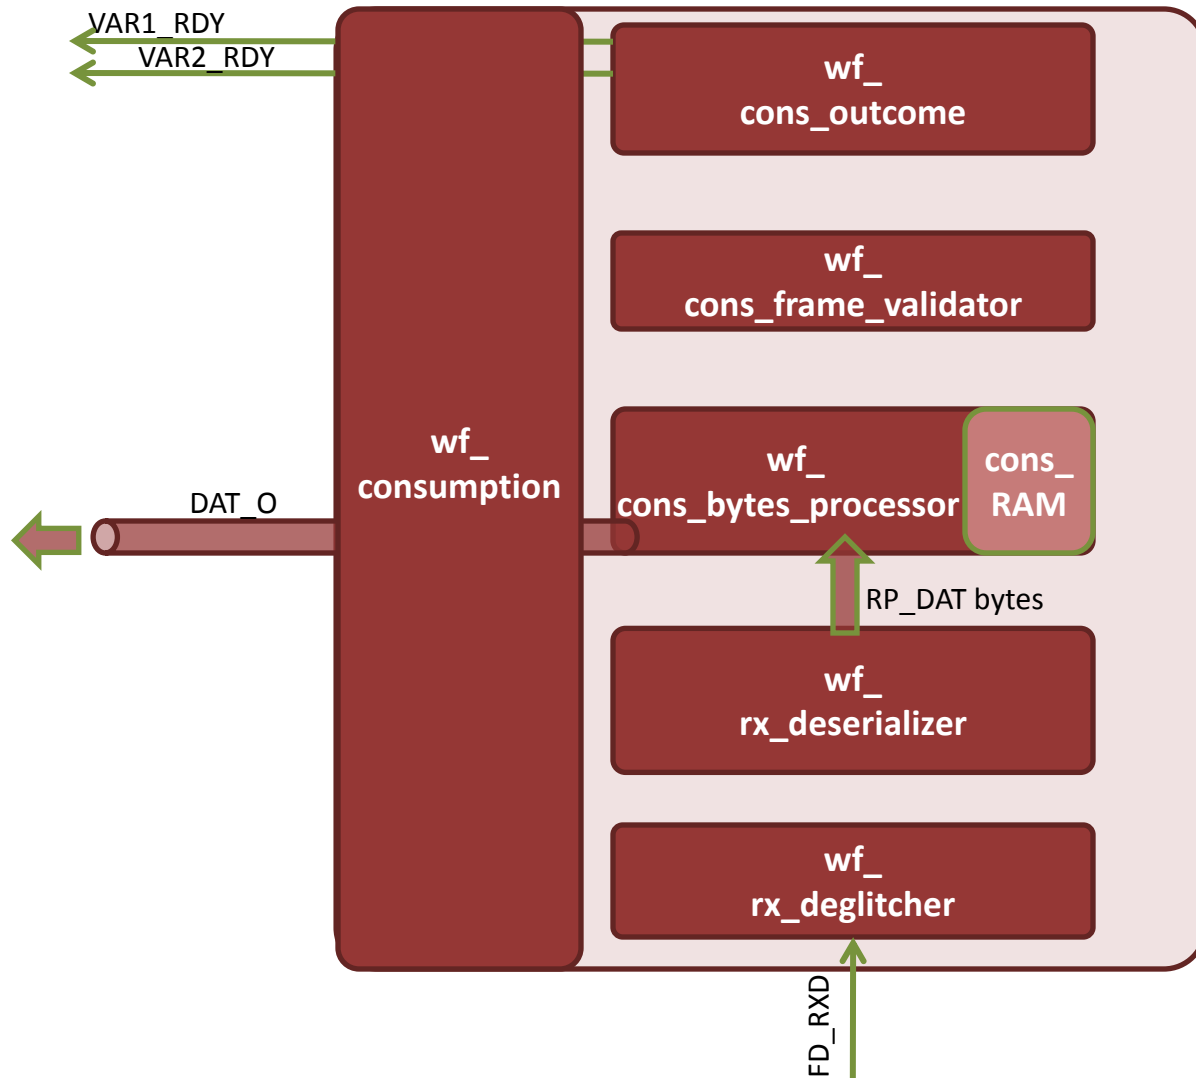 VAR1_RDY
VAR2_RDY
wf_
cons_outcome
wf_
cons_frame_validator
wf_
consumption
wf_
cons_bytes_processor
cons_
RAM
DAT_O
RP_DAT bytes
wf_
rx_deserializer
wf_
rx_deglitcher
FD_RXD